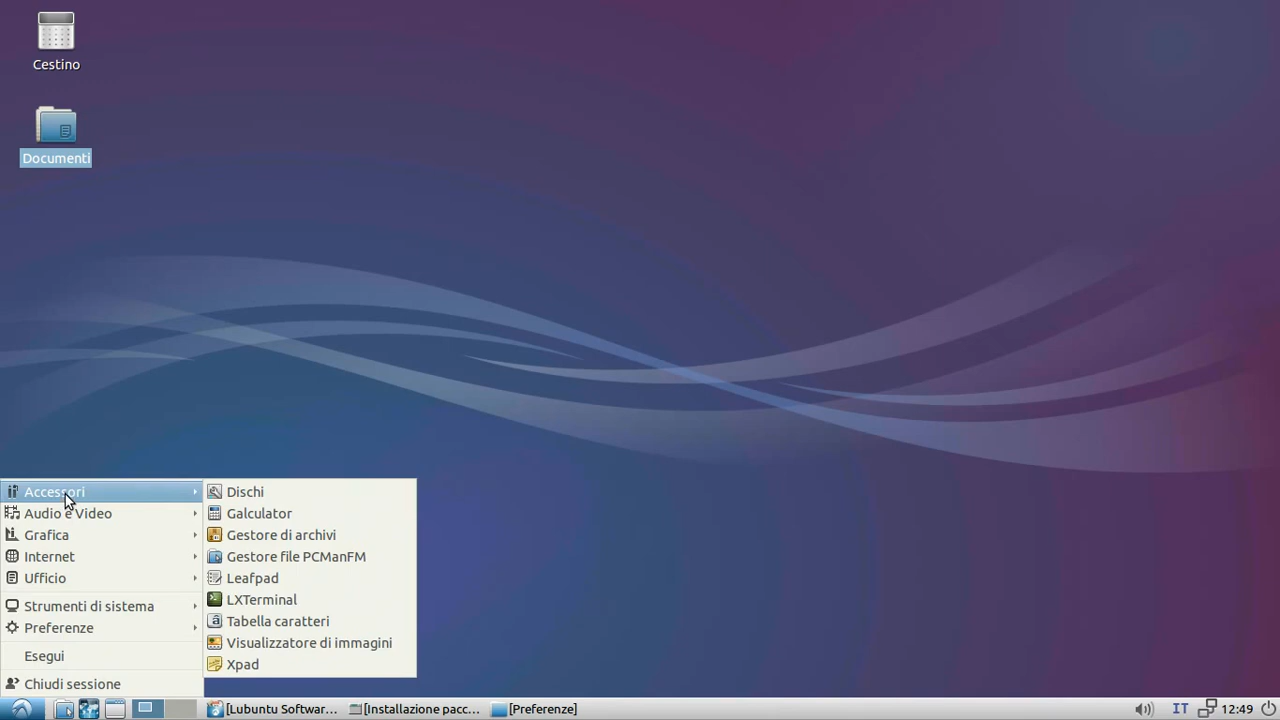 Cestino
Documenti
Accessori
Audio e Video
Grafica
Internet
Ufficio
Strumenti di sistema
Preferenze
Esegui
Chiudi sessione
Dischi
Galculator
Gestore di archivi
Gestore file PCManFM
Leafpad
LXTerminal
Tabella caratteri
Visualizzatore di immagini
Xpad
[Lubuntu Softwar... [Installazione pacc... [Preferenze] IT 12:49